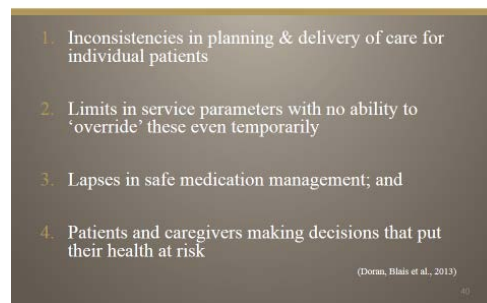 1. Inconsistencies in planning & delivery of care for
individual patients
2. Limits in service parameters with no ability to
‘override’ these even temporarily
3. Lapses in safe medication management; and
4. Patients and caregivers making decisions that put
their health at risk
(Doran, Blais et al., 2013)
40